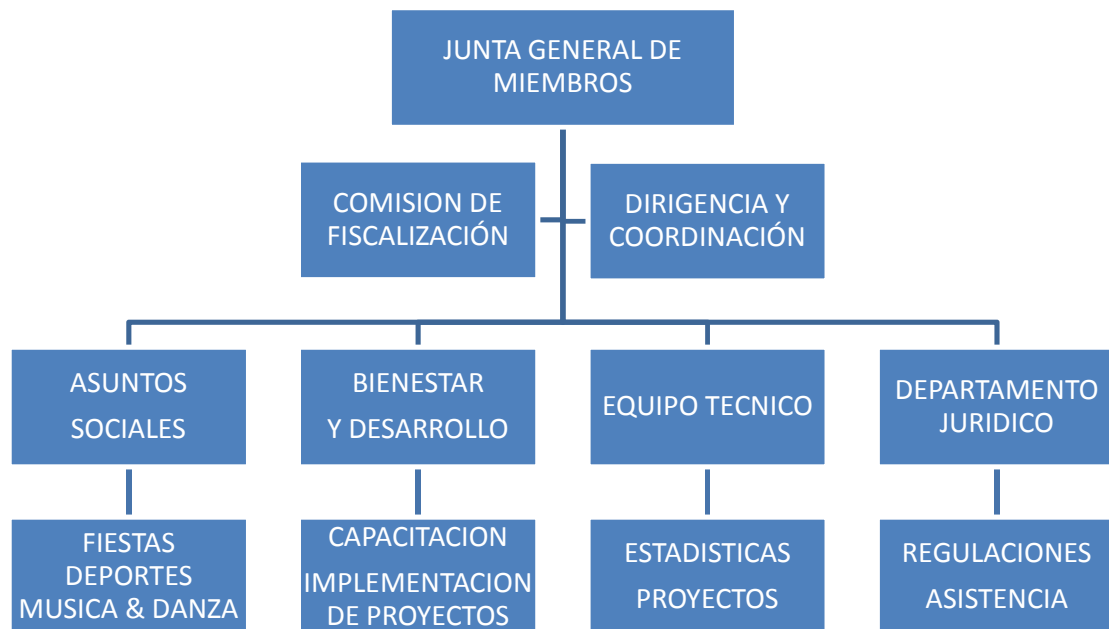 JUNTA GENERAL DE
MIEMBROS
COMISION DE
FISCALIZACIÓN
DIRIGENCIA Y
COORDINACIÓN
ASUNTOS
SOCIALES
BIENESTAR
Y DESARROLLO
EQUIPO TECNICO
DEPARTAMENTO
JURIDICO
FIESTAS
DEPORTES
MUSICA & DANZA
CAPACITACION
IMPLEMENTACION
DE PROYECTOS
ESTADISTICAS
PROYECTOS
REGULACIONES
ASISTENCIA